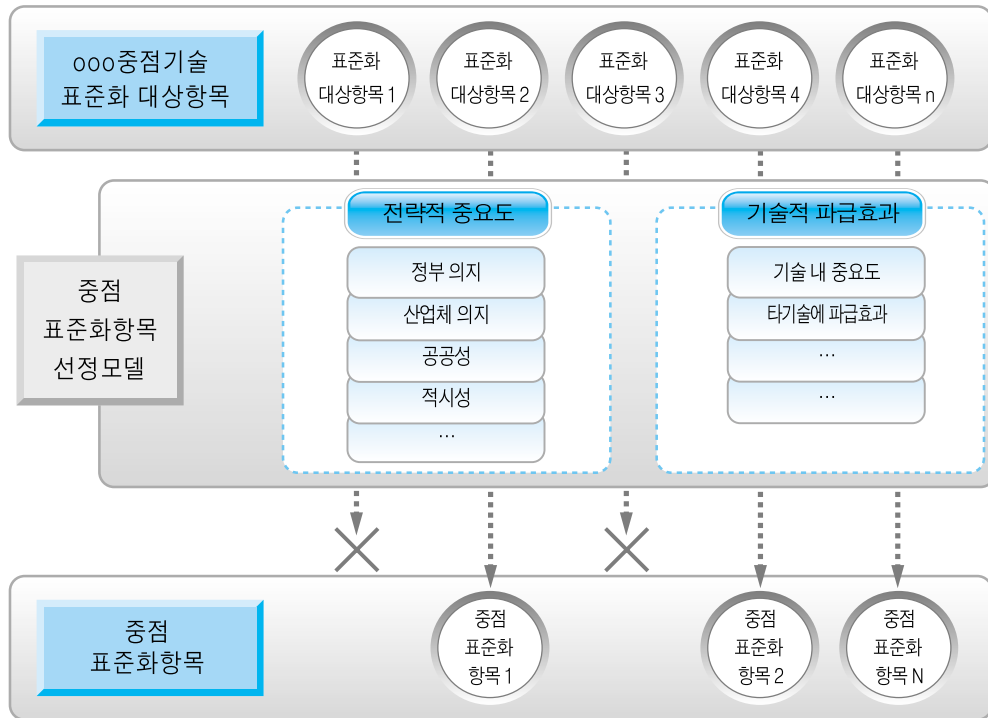 ooo중점기술
표준화 대상항목
표준화
대상항목 1
표준화
대상항목 2
표준화
대상항목 3
표준화
대상항목 4
표준화
대상항목 n
중점
표준화항목
선정모델
전략적 중요도
정부 의지
산업체 의지
공공성
적시성
…
기술적 파급효과
기술 내 중요도
타기술에 파급효과
…
…
중점
표준화항목
중점
표준화
항목 1
중점
표준화
항목 2
중점
표준화
항목 N